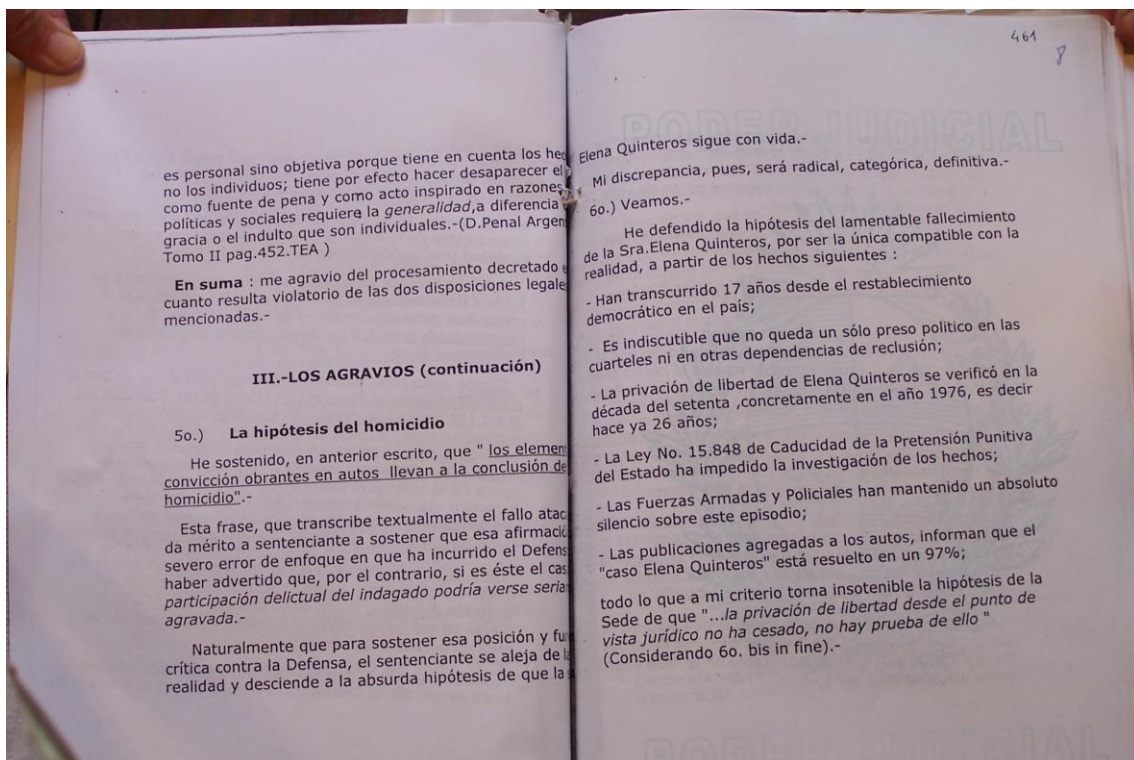 es personal sino objetiva porque tiene en cuenta los
no los individuos; tiene por efecto hacer desaparecer el
como fuente de pena y como acto inspirado en razones
políticas y sociales requiere la generalidad,a diferencia
gracia o el indulto que son individuales.-(D.Penal
Tomo II pag.452.TEA )
En suma : me agravio del procesamiento decretado
cuanto resulta violatorio de las dos disposiciones
mencionadas.-
III.-LOS AGRAVIOS (continuación)
5o.) La hipótesis del homicidio
He sostenido, en anterior escrito, que " los
convicción obrantes en autos llevan a la conclusión
homicidio".-
Esta frase, que transcribe textualmente el fallo
da mérito a sentenciante a sostener que esa
severo error de enfoque en que ha incurrido el
haber advertido que, por el contrario, si es éste el
participación delictual del indagado podría verse
agravada.-
Naturalmente que para sostener esa posición y
crítica contra la Defensa, el sentenciante se aleja de
realidad y desciende a la absurda hipótesis de que la
461
8
PODER JUDICIAL
Elena Quinteros sigue con vida.-
Mi discrepancia, pues, será radical, categórica, definitiva.-
6o.) Veamos.-
He defendido la hipótesis del lamentable fallecimiento
de la Sra.Elena Quinteros, por ser la única compatible con la
realidad, a partir de los hechos siguientes :
- Han transcurrido 17 años desde el restablecimiento
democrático en el país;
- Es indiscutible que no queda un sólo preso politico en las
cuarteles ni en otras dependencias de reclusión;
- La privación de libertad de Elena Quinteros se verificó en la
década del setenta ,concretamente en el año 1976, es decir
hace ya 26 años;
- La Ley No. 15.848 de Caducidad de la Pretensión Punitiva
del Estado ha impedido la investigación de los hechos;
- Las Fuerzas Armadas y Policiales han mantenido un absoluto
silencio sobre este episodio;
- Las publicaciones agregadas a los autos, informan que el
"caso Elena Quinteros" está resuelto en un 97%;
todo lo que a mi criterio torna insotenible la hipótesis de la
Sede de que "...la privación de libertad desde el punto de
vista jurídico no ha cesado, no hay prueba de ello "
(Considerando 6o. bis in fine).-
PODER JUDICIAL